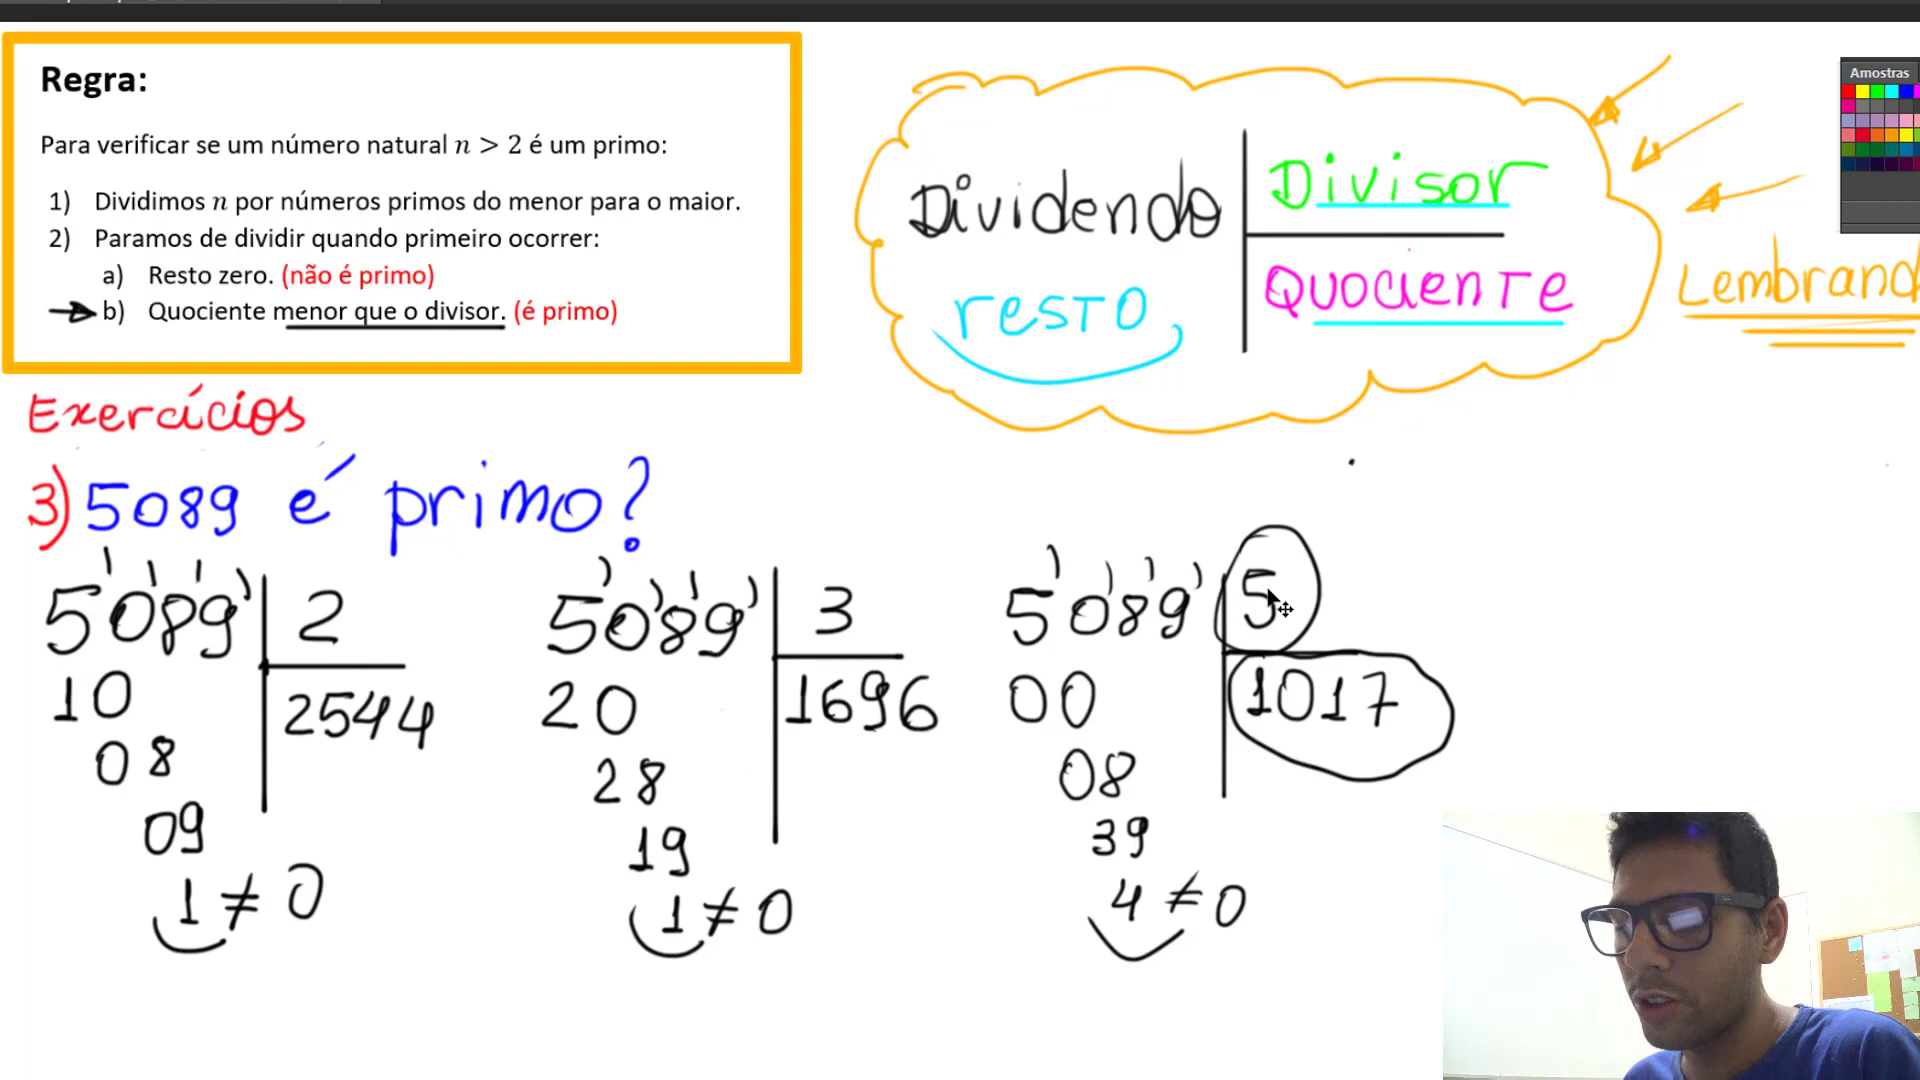 Regra:
Para verificar se um número natural n > 2 é um primo:
1) Dividimos n por números primos do menor para o maior.
2) Paramos de dividir quando primeiro ocorrer:
a) Resto zero. (não é primo)
b) Quociente menor que o divisor. (é primo)
Dividendo
Divisor
resto
Quociente
Lembrand
Amostras
Exercícios
3) 5089 é primo?
5089 2
10 2544
08
09
1 ≠ 0
5089 3
20 1696
28
19
1 ≠ 0
5089 5
00 1017
08
39
4 ≠ 0